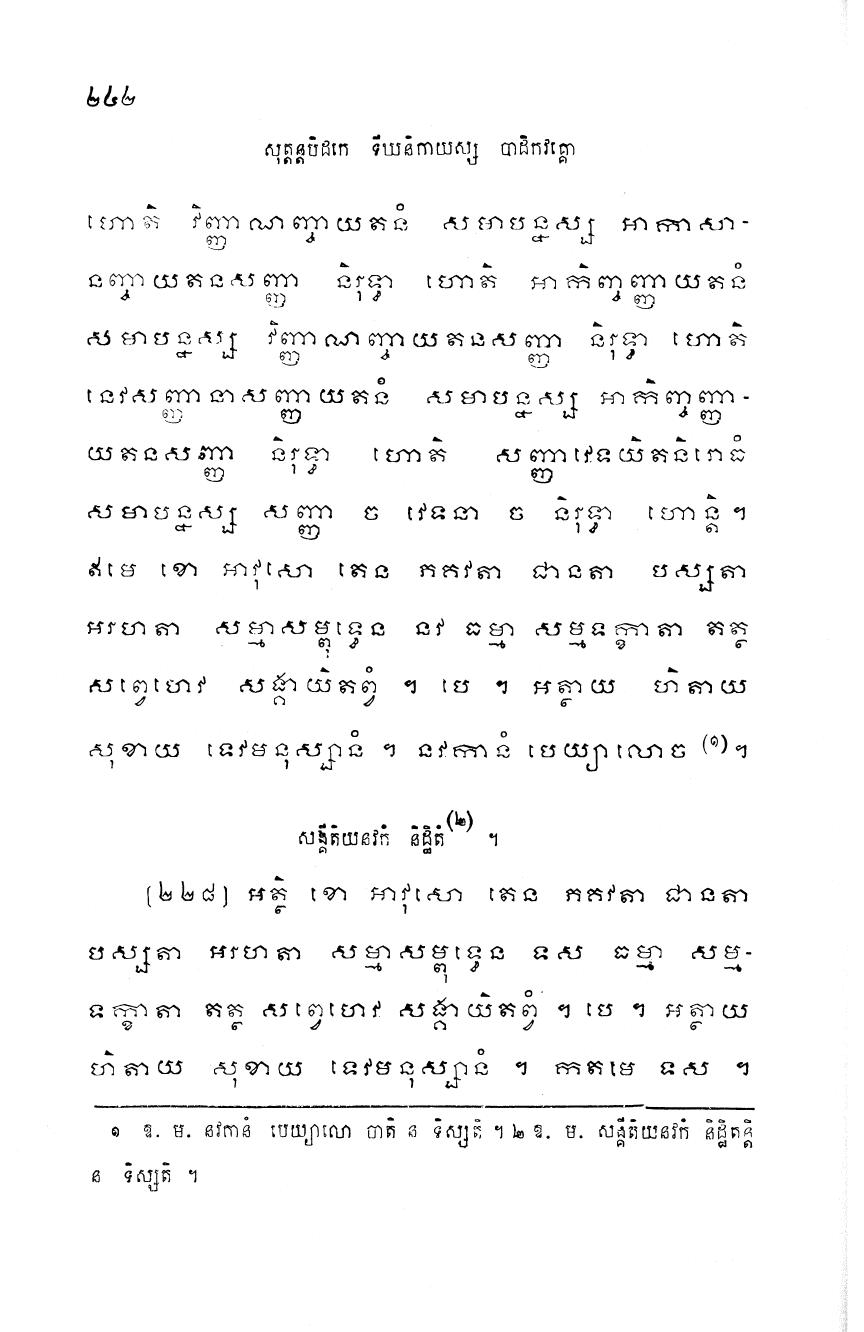 ២៤២
សុត្តន្តបិដកេ ទីឃនិកាយស្ស បាដិកវគ្គោ
ហោតិ វិញ្ញាណញ្ចាយតនំ សមាបន្នស្ស អាកាសា-
នញ្ចាយតនសញ្ញា និរុទ្ធា ហោតិ អាកិញ្ចញ្ញាយតនំ
សមាបន្នស្ស វិញ្ញាណញ្ចាយតនសញ្ញា និរុទ្ធា ហោតិ
នេវសញ្ញានាសញ្ញាយតនំ សមាបន្នស្ស អាកិញ្ចញ្ញា-
យតនសញ្ញា និរុទ្ធា ហោតិ សញ្ញាវេទយិតនិរោធំ
សមាបន្នស្ស សញ្ញា ច វេទនា ច និរុទ្ធា ហោន្តិ ។
ឥមេ ខោ អាវុសោ តេន ភគវតា ជានតា បស្សតា
អរហតា សម្មាសម្ពុទ្ធេន នវ ធម្មា សម្មទក្ខាតា តត្ថ
សព្វេហេវ សង្គាយិតព្វំ ។ បេ ។ អត្ថាយ ហិតាយ
សុខាយ ទេវមនុស្សានំ ។ នវកានំ បេយ្យាលោច (១) ។
សង្គីតិយនវកំ និដ្ឋិតំ (២) ។
[២២៨] អត្ថិ ខោ អាវុសោ តេន ភគវតា ជានតា
បស្សតា អរហតា សម្មាសម្ពុទ្ធេន ទស ធម្មា សម្ម-
ទក្ខាតា តត្ថ សព្វេហេវ សង្គាយិតព្វំ ។ បេ ។ អត្ថាយ
ហិតាយ សុខាយ ទេវមនុស្សានំ ។ កតមេ ទស ។
១ ឱ. ម. នវកានំ បេយ្យាលោ បាតិ ន ទិស្សតិ ។ ២ ឱ. ម. សង្គីតិយនវកំ និដ្ឋិតន្តិ
ន ទិស្សតិ ។